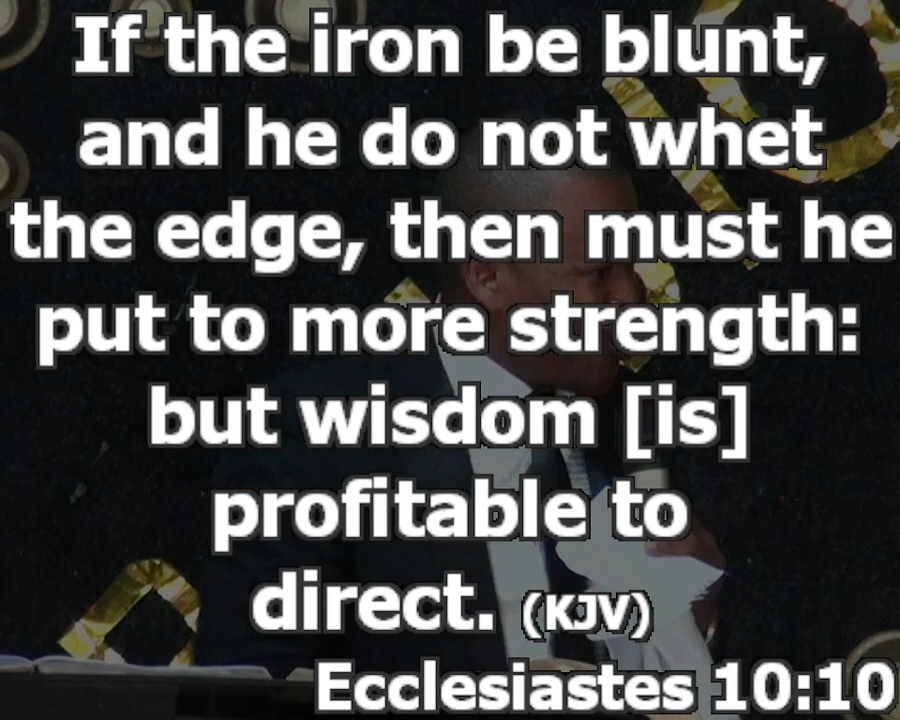 If the iron be blunt,
and he do not whet
the edge, then must he
put to more strength:
but wisdom [is]
profitable to
direct. (KJV)
Ecclesiastes 10:10